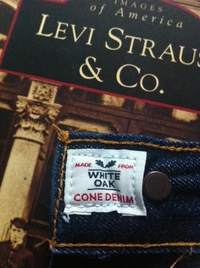 IMAGES
of America
LEVI STRAUS
& CO.
MADE FROM
WHITE
OAK
CONE DENIM